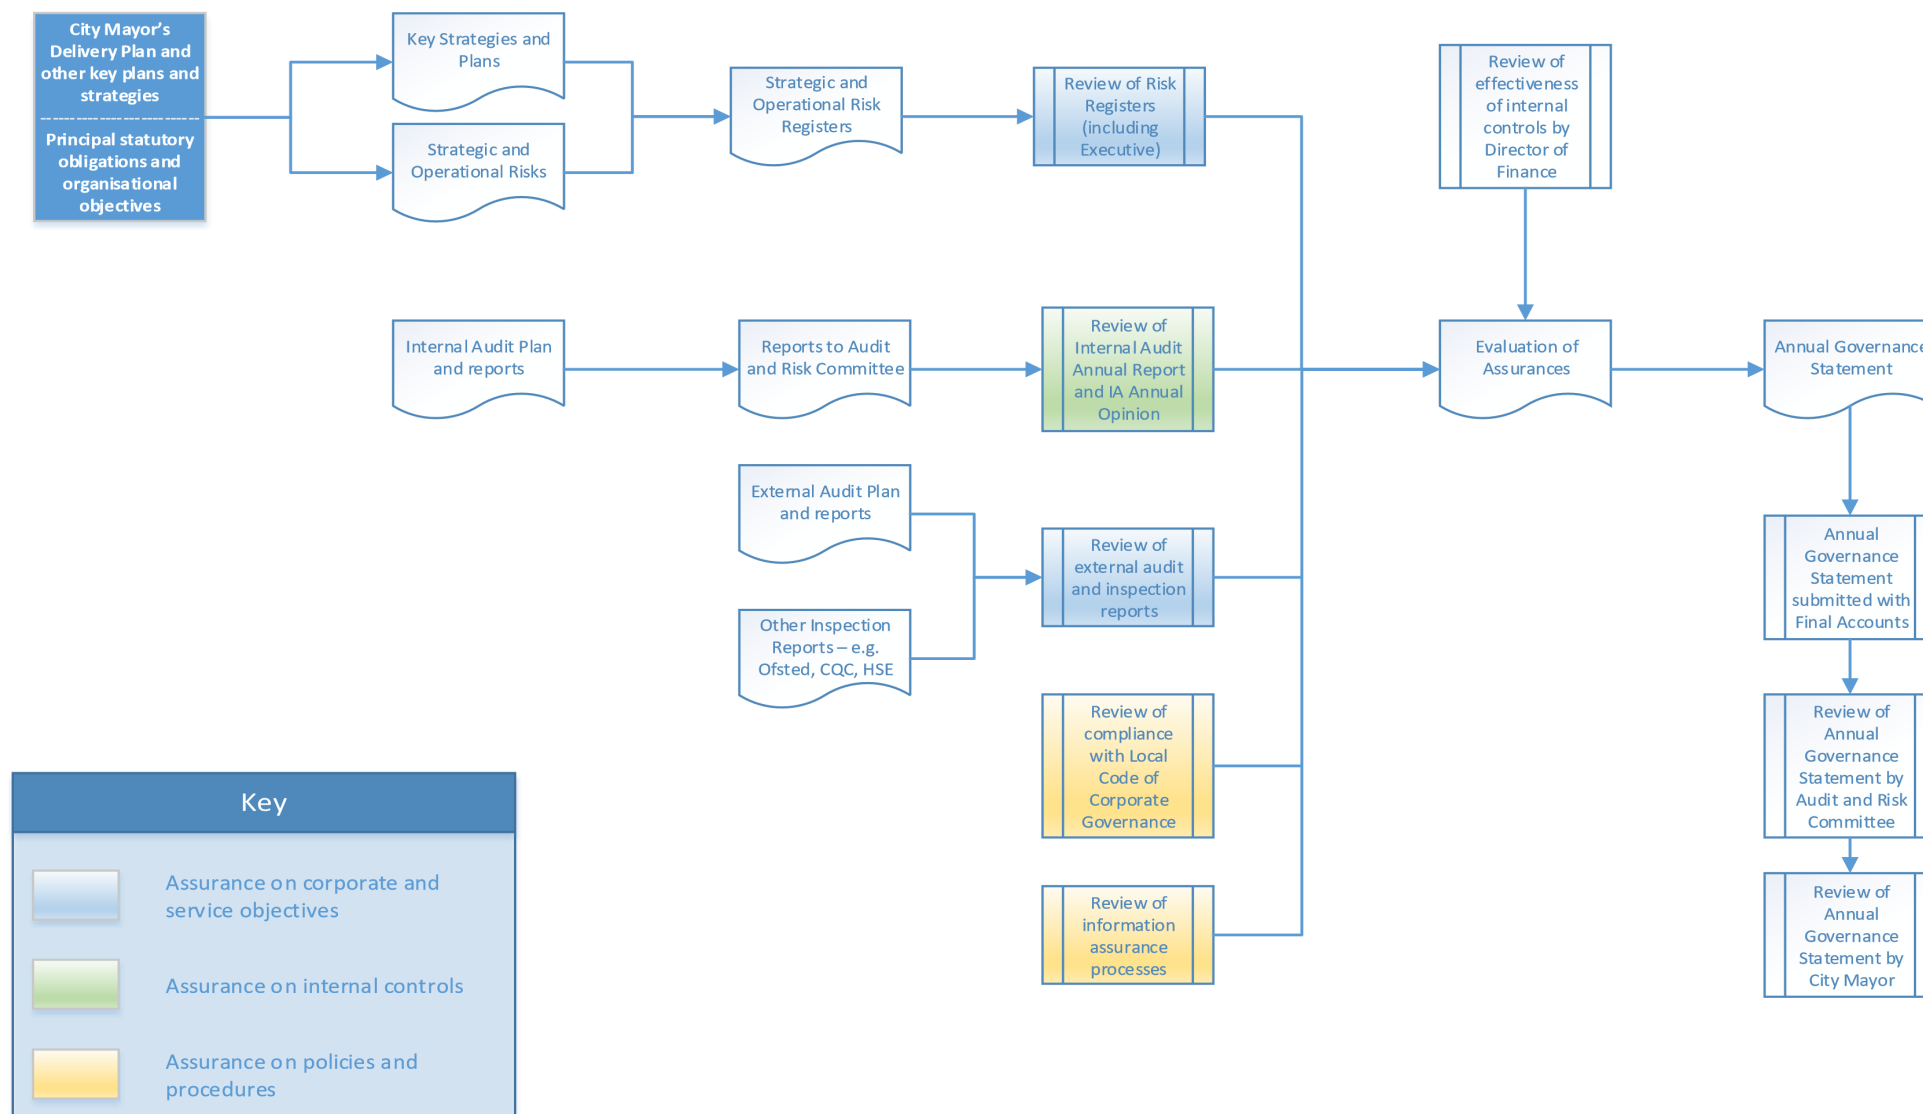 City Mayor's
Delivery Plan and
other key plans and
strategies
Principal statutory
obligations and
organisational
objectives
Key Strategies and
Plans
Strategic and
Operational Risks
Strategic and
Operational Risk
Registers
Review of Risk
Registers
(including
Executive)
Review of
effectiveness
of internal
controls by
Director of
Finance
Internal Audit Plan
and reports
Reports to Audit
and Risk Committee
Review of
Internal Audit
Annual Report
and IA Annual
Opinion
Evaluation of
Assurances
Annual Governance
Statement
External Audit Plan
and reports
Other Inspection
Reports – e.g.
Ofsted, CQC, HSE
Review of
external audit
and inspection
reports
Annual
Governance
Statement
submitted with
Final Accounts
Review of
compliance
with Local
Code of
Corporate
Governance
Review of
Annual
Governance
Statement by
Audit and Risk
Committee
Review of
information
assurance
processes
Review of
Annual
Governance
Statement by
City Mayor
Key
Assurance on corporate and
service objectives
Assurance on internal controls
Assurance on policies and
procedures